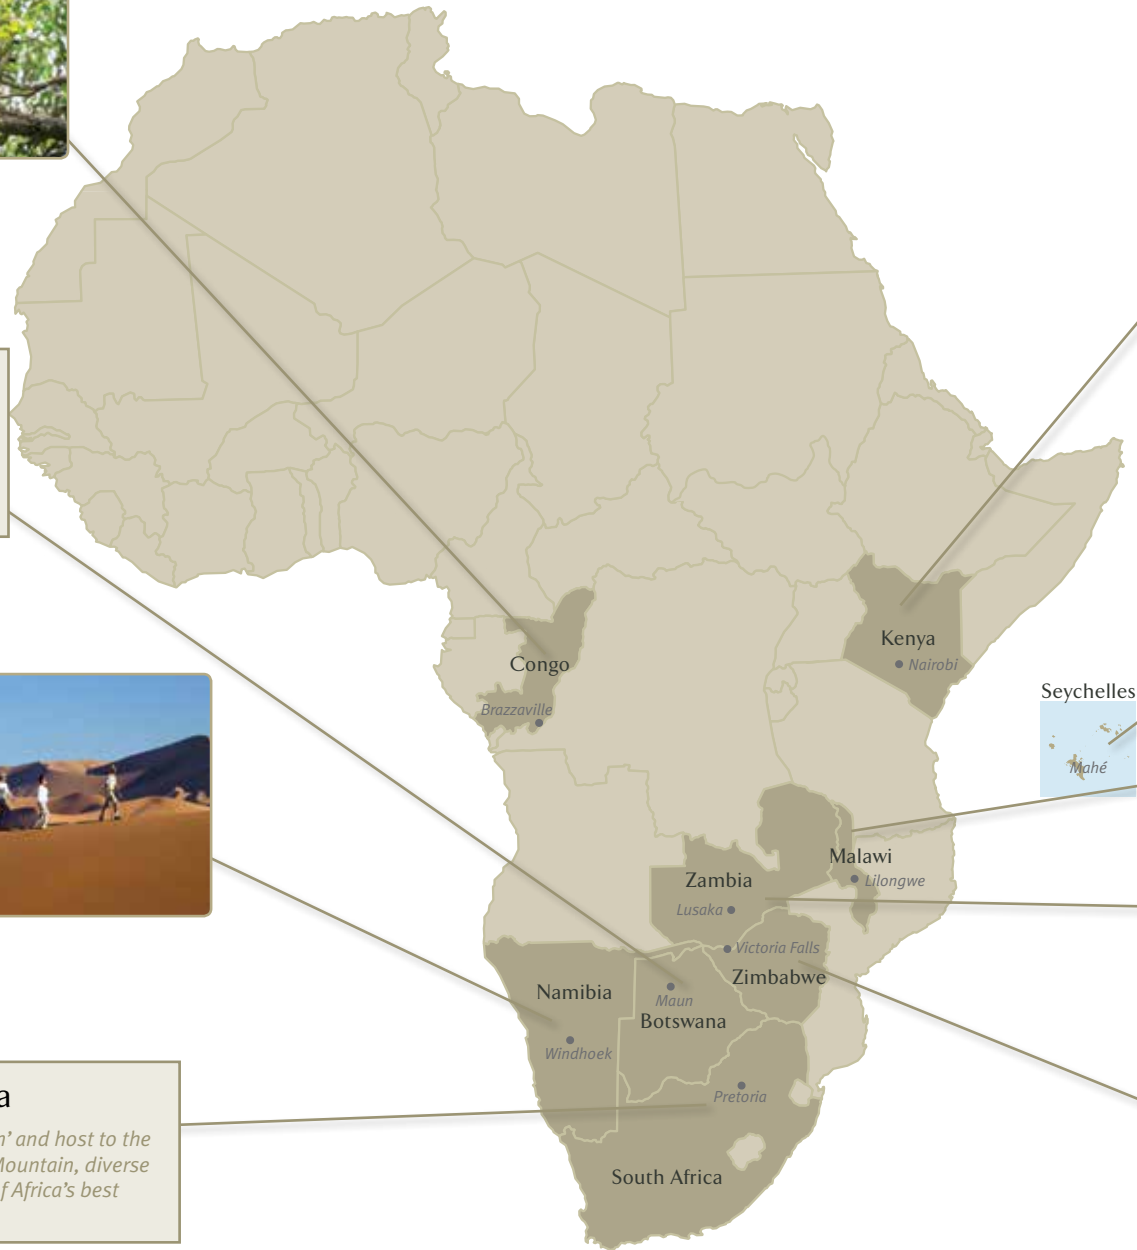 Congo
Brazzaville
Kenya
Nairobi
Seychelles
Mahé
Malawi
Lilongwe
Zambia
Lusaka
Victoria Falls
Zimbabwe
Namibia
Windhoek
Maun
Botswana
Pretoria
South Africa
a
n’ and host to the
Mountain, diverse
f Africa’s best